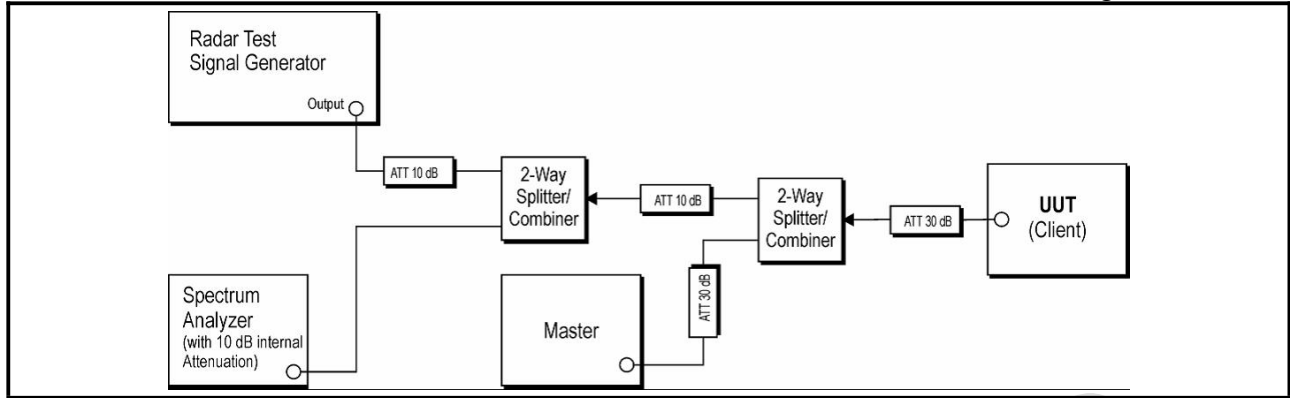 Radar Test
Signal Generator
Output
ATT 10 dB
2-Way
Splitter/
Combiner
ATT 10 dB
2-Way
Splitter/
Combiner
ATT 30 dB
UUT
(Client)
Spectrum
Analyzer
(with 10 dB internal
Attenuation)
Master
ATT 30 dB